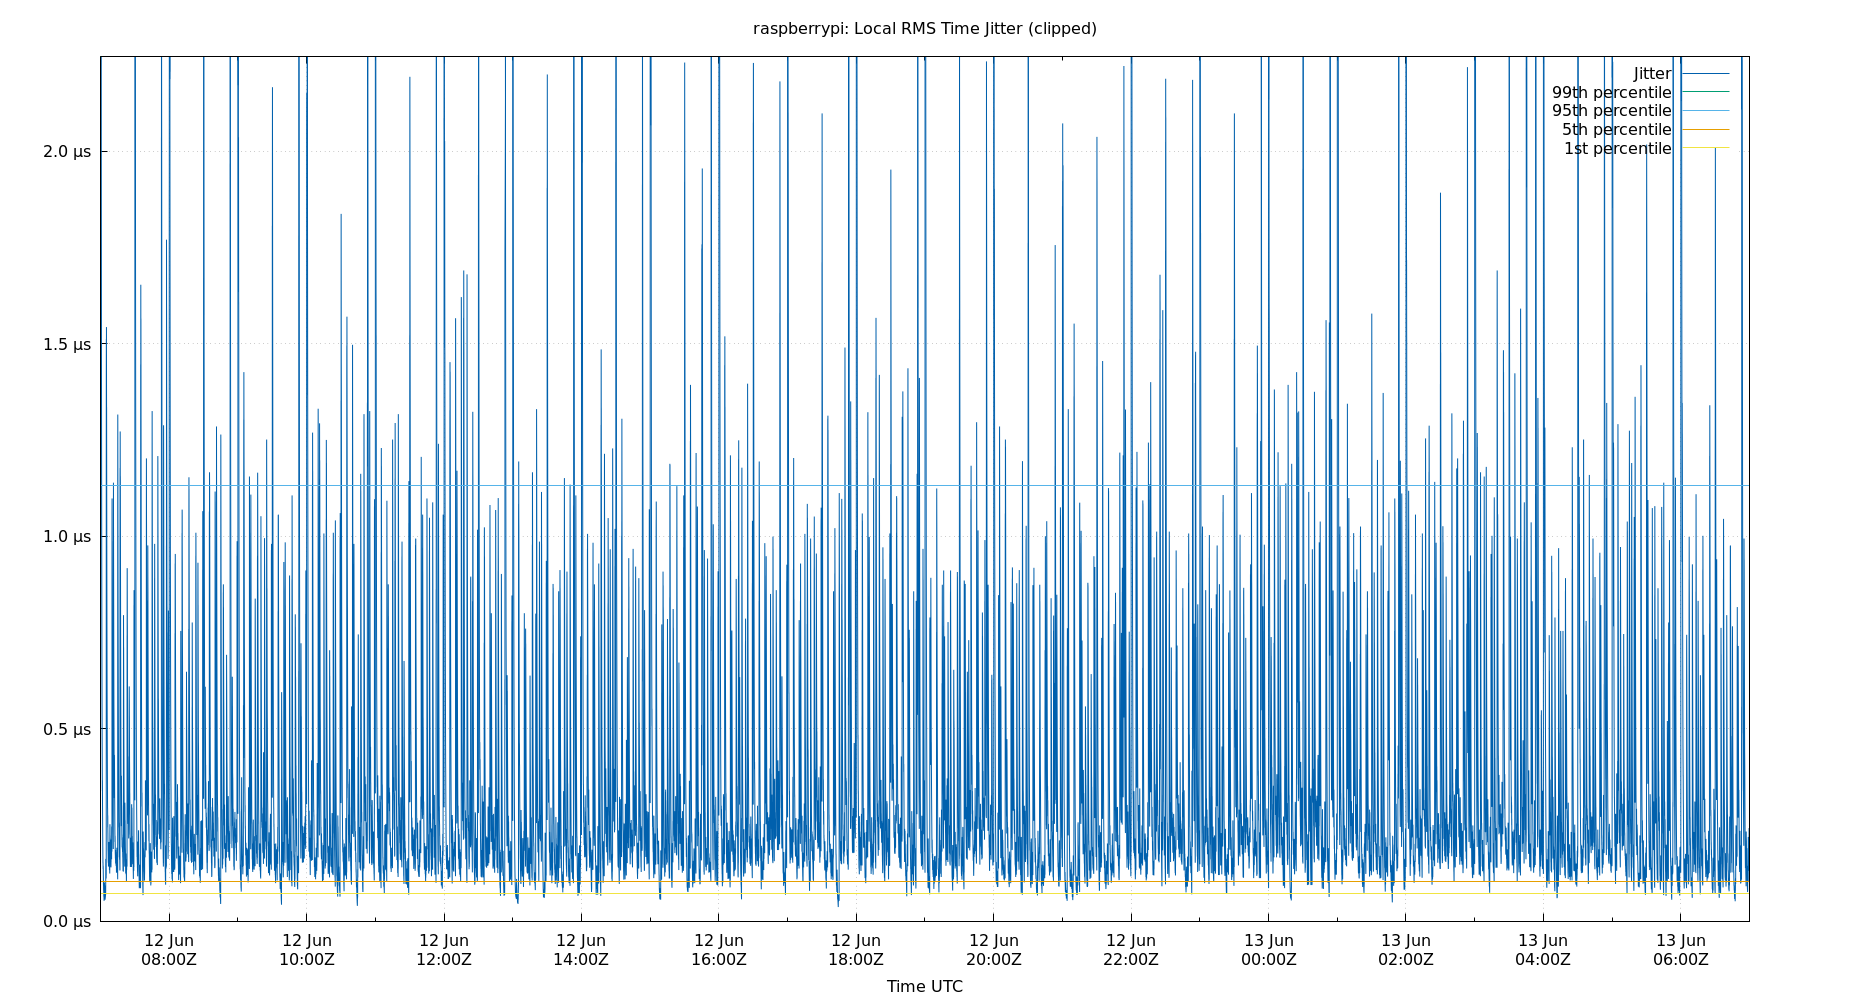 raspberrypi: Local RMS Time Jitter (clipped)
Jitter
99th percentile
95th percentile
5th percentile
1st percentile
2.0 µs
1.5 µs
1.0 µs
0.5 µs
0.0 µs
12 Jun 12 Jun 12 Jun 12 Jun 12 Jun 12 Jun 12 Jun 12 Jun 13 Jun 13 Jun 13 Jun 13 Jun
08:00Z 10:00Z 12:00Z 14:00Z 16:00Z 18:00Z 20:00Z 22:00Z 00:00Z 02:00Z 04:00Z 06:00Z
Time UTC